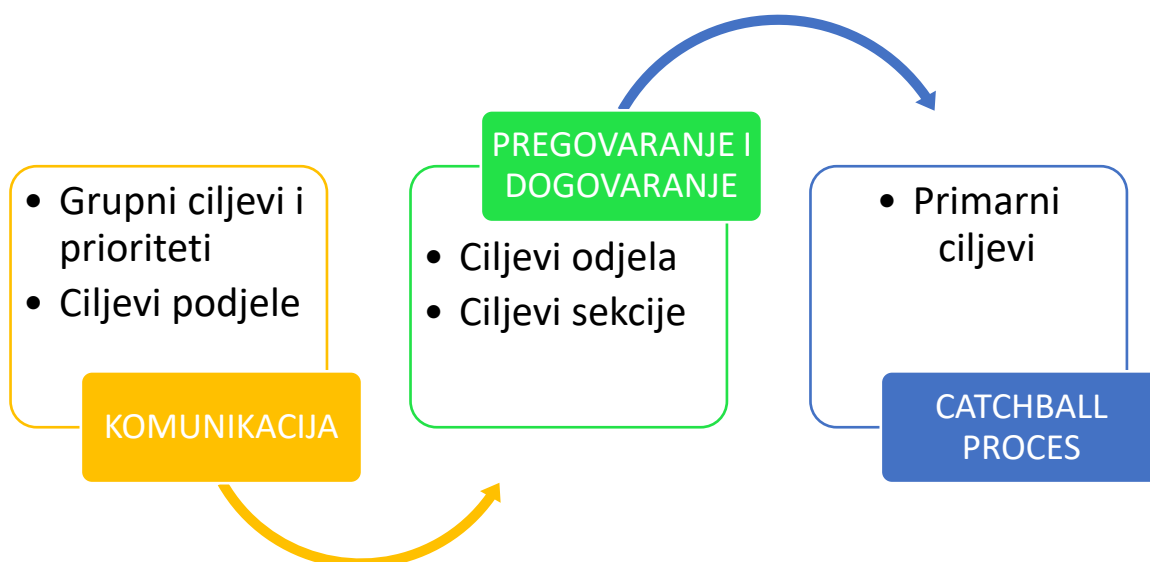 • Grupni ciljevi i
prioriteti
• Ciljevi podjele
KOMUNIKACIJA
PREGOVARANJE I
DOGOVARANJE
• Ciljevi odjela
• Ciljevi sekcije
• Primarni
ciljevi
CATCHBALL
PROCES